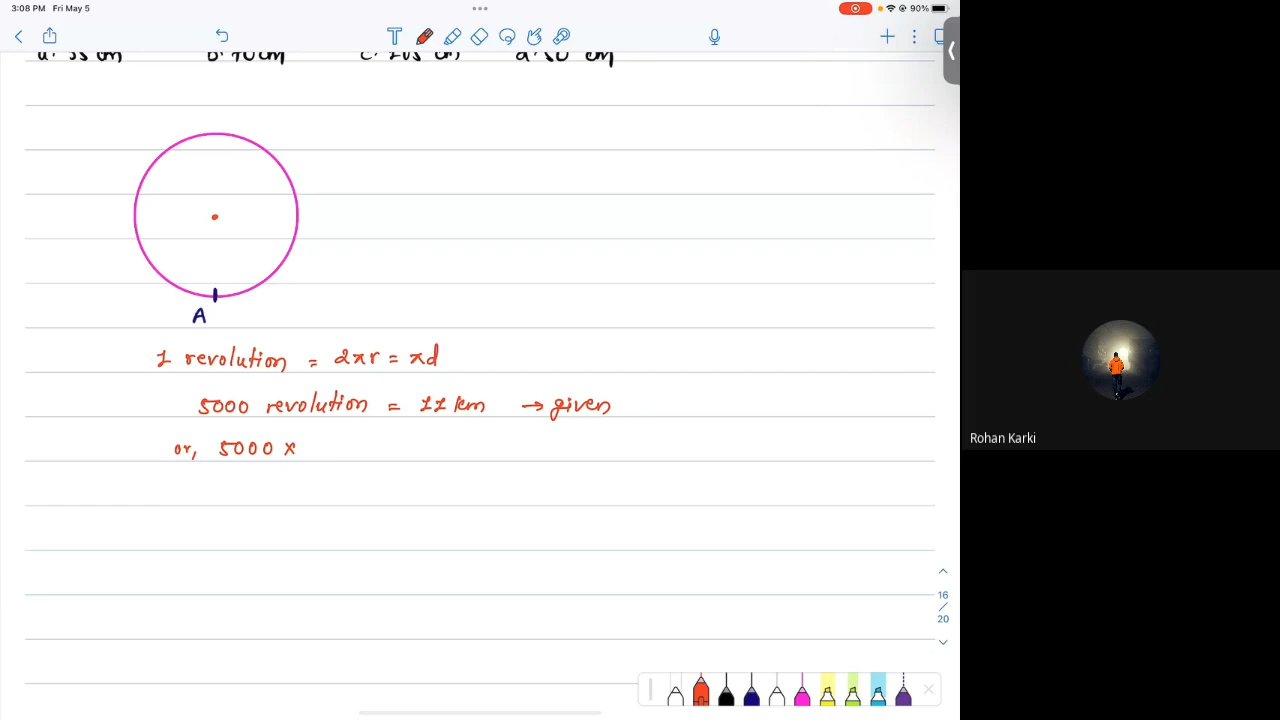 3:08 PM Fri May 5
90%
1 revolution = 2πr = πd
5000 revolution = 11 km → given
or, 5000 x
A
16
/
20
Rohan Karki